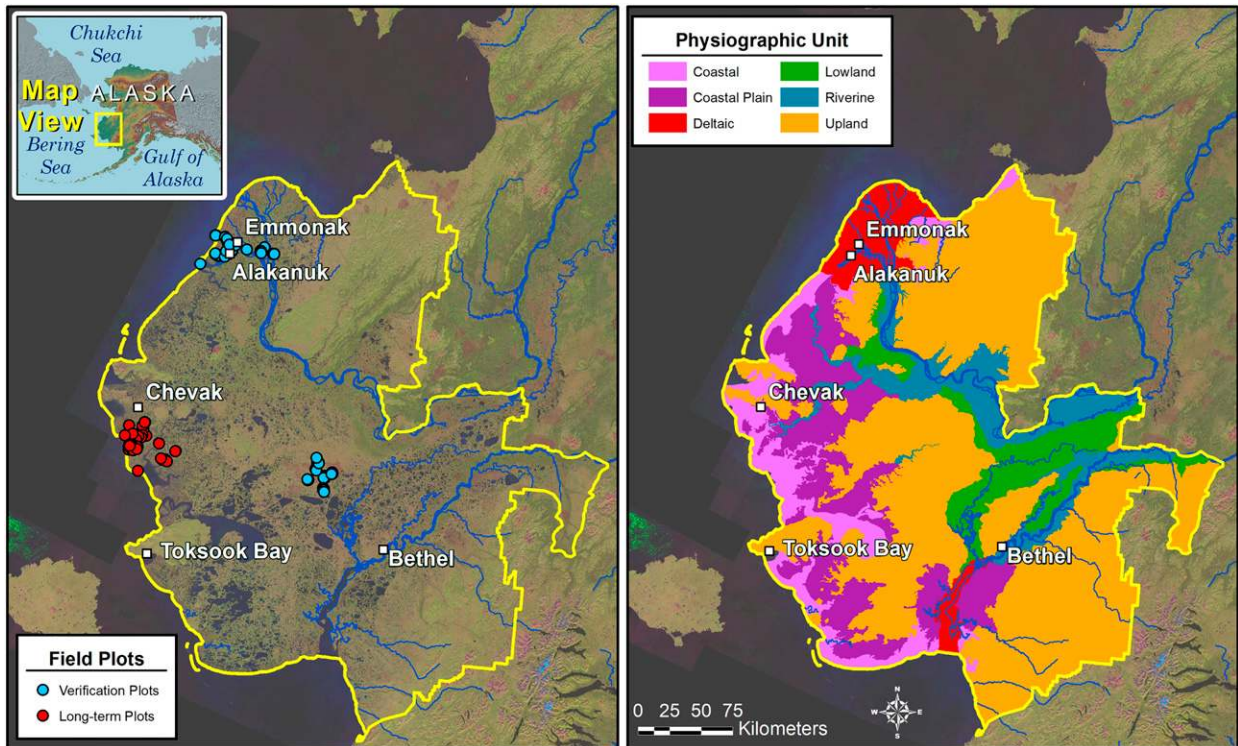 Chukchi
Sea
Map
View
ALASKA
Bering
Sea
Gulf of
Alaska
Emmonak
Alakanuk
Chevak
Toksook Bay
Bethel
Field Plots
Verification Plots
Long-term Plots
Physiographic Unit
Coastal
Lowland
Coastal Plain
Riverine
Deltaic
Upland
Emmonak
Alakanuk
Chevak
Toksook Bay
Bethel
N
W E
S
0 25 50 75
Kilometers